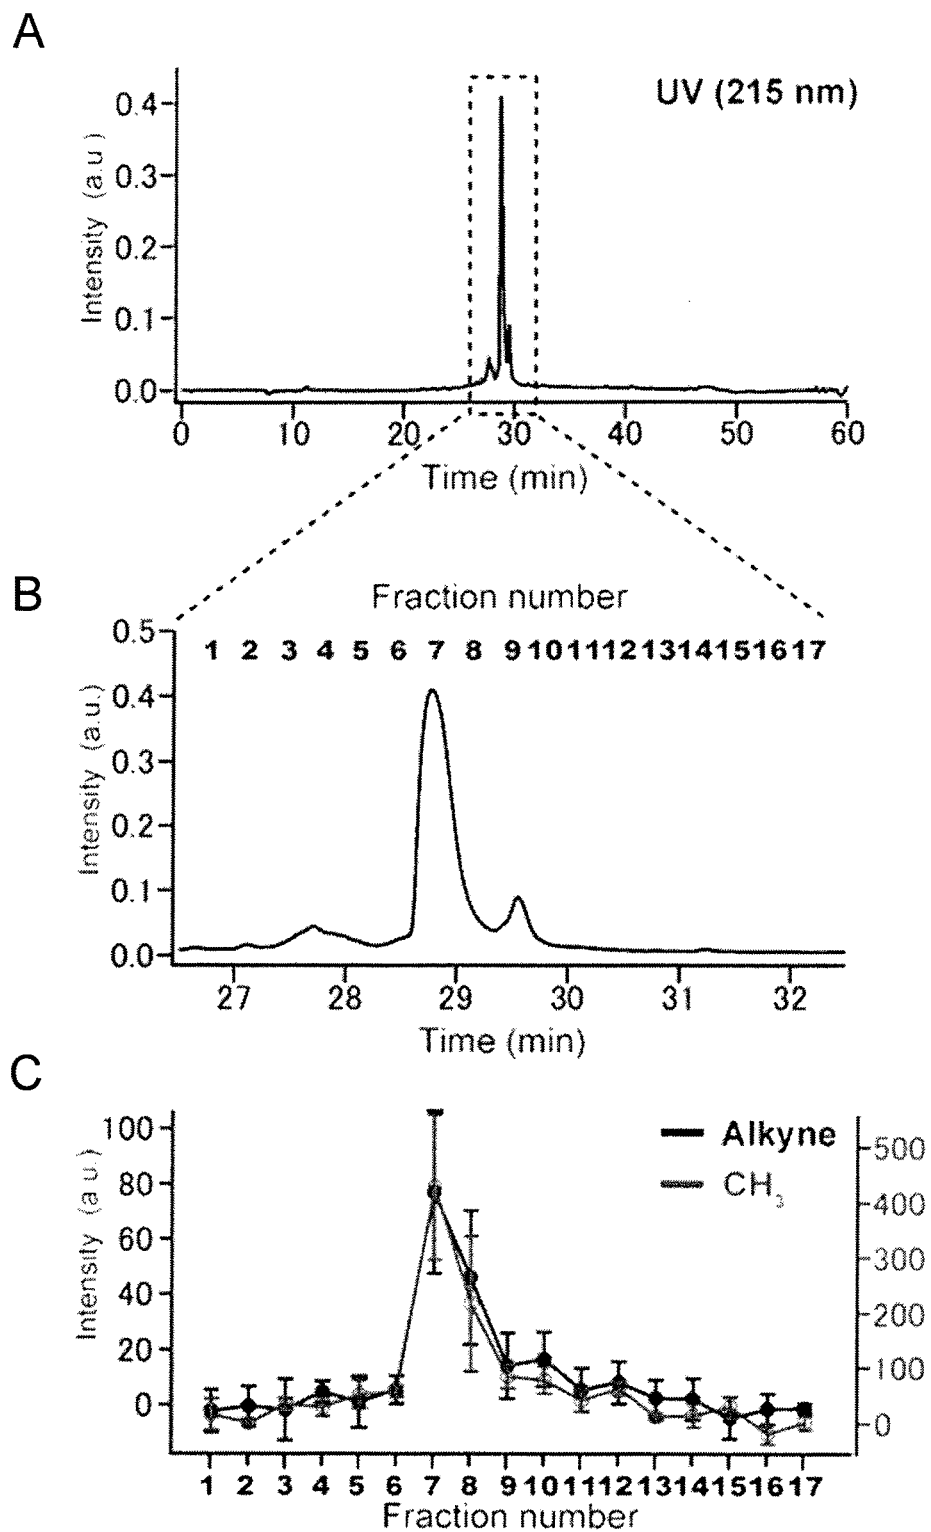 A
UV (215 nm)
Intensity (a.u )
0.4
0.3
0.2
0.1
0.0
0 10 20 30 40 50 60
Time (min)
B
Fraction number
0.5
1 2 3 4 5 6 7 8 9 10 11 12 13 14 15 16 17
Intensity (a.u.)
0.4
0.3
0.2
0.1
0.0
27 28 29 30 31 32
Time (min)
C
Alkyne
CH3
Intensity (a u.)
100
80
60
40
20
0
500
400
300
200
100
0
1 2 3 4 5 6 7 8 9 10 11 12 13 14 15 16 17
Fraction number